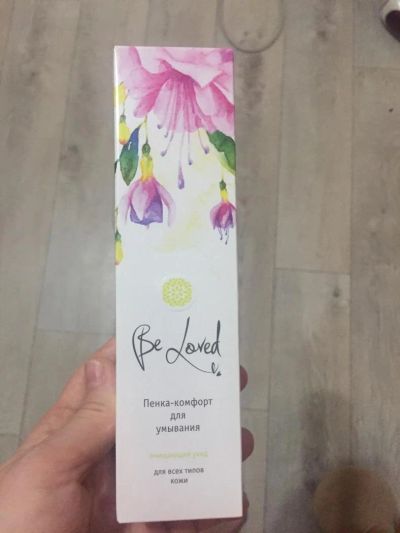 Be Loved
Пенка-комфорт
для
умывания
очищающий уход
для всех типов
кожи